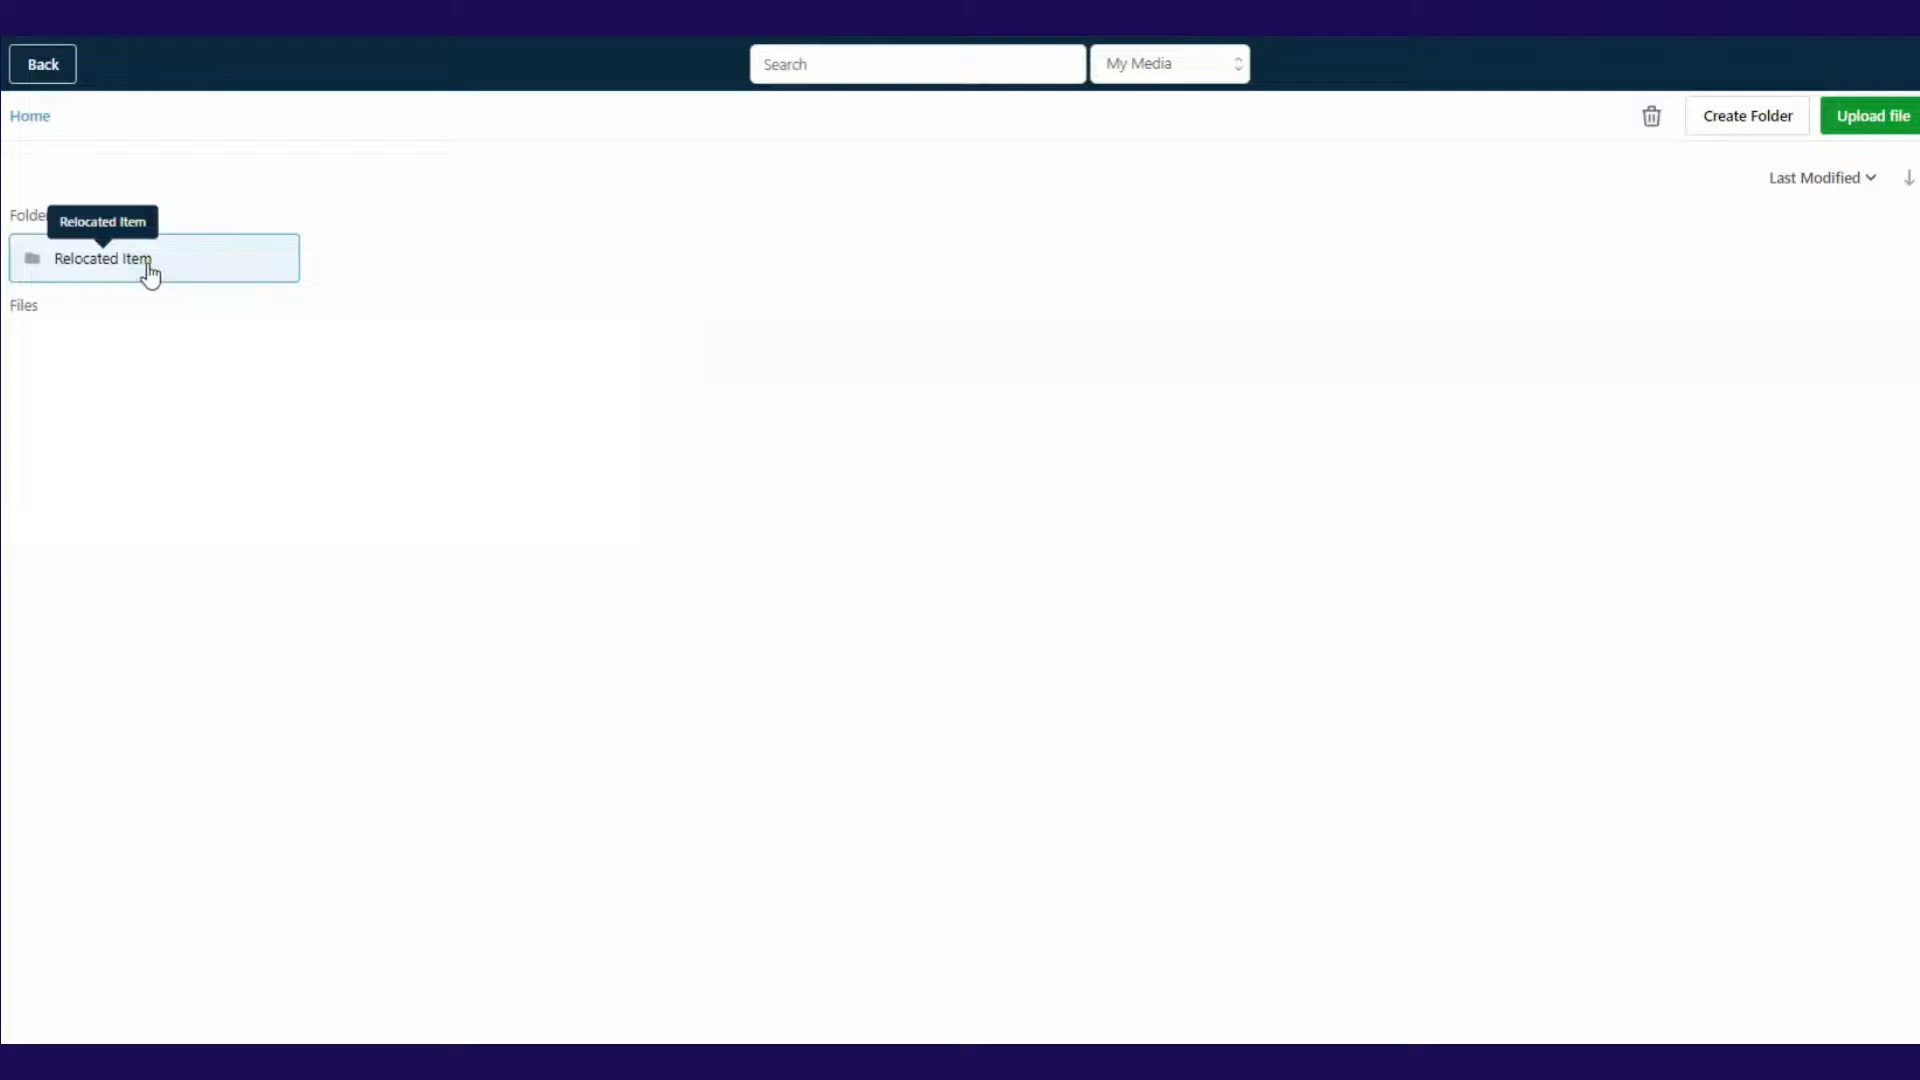 Back
Search
My Media
Home
Create Folder
Upload file
Last Modified
Folde
Relocated Item
Relocated Item
Files